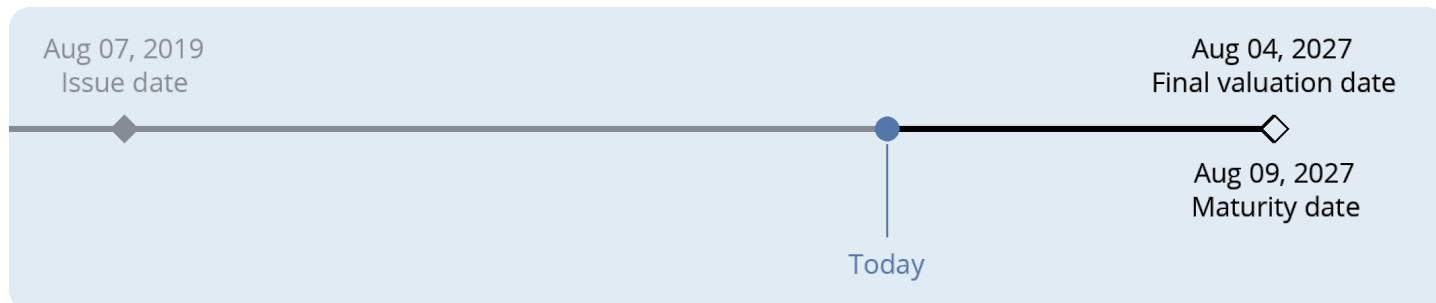 Aug 07, 2019
Issue date
Aug 04, 2027
Final valuation date
Aug 09, 2027
Maturity date
Today